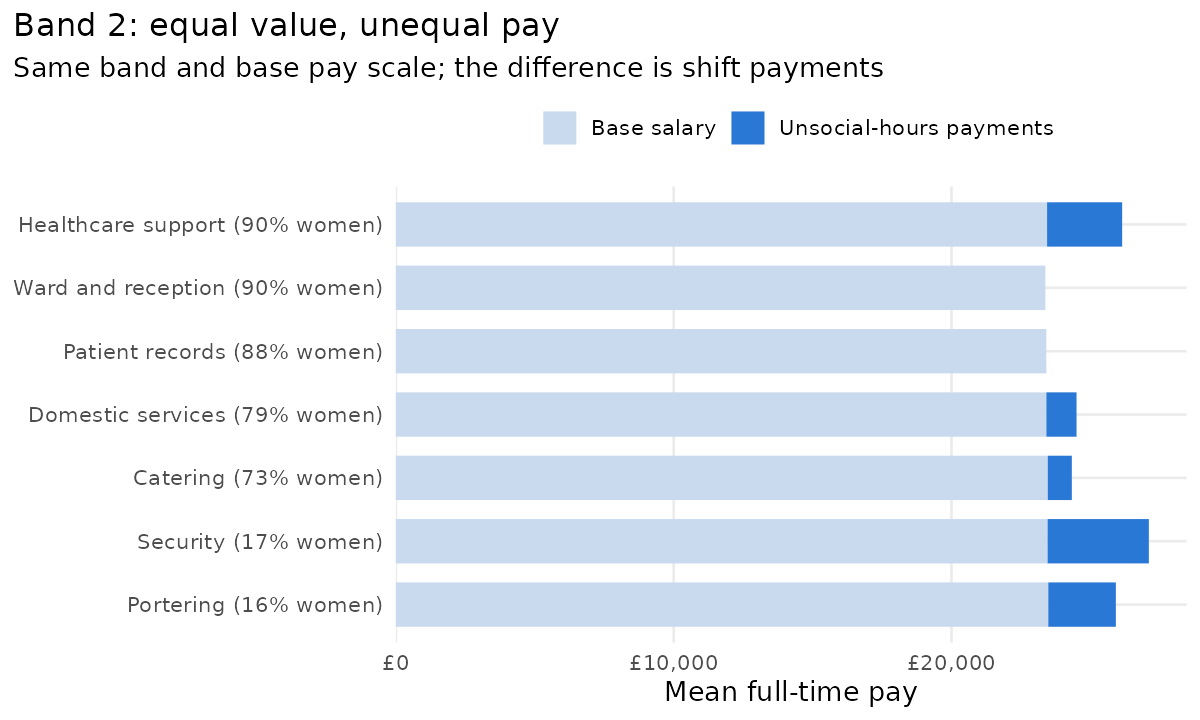 Band 2: equal value, unequal pay
Same band and base pay scale; the difference is shift payments
Base salary
Unsocial-hours payments
Healthcare support (90% women)
Ward and reception (90% women)
Patient records (88% women)
Domestic services (79% women)
Catering (73% women)
Security (17% women)
Portering (16% women)
£0
£10,000
£20,000
Mean full-time pay